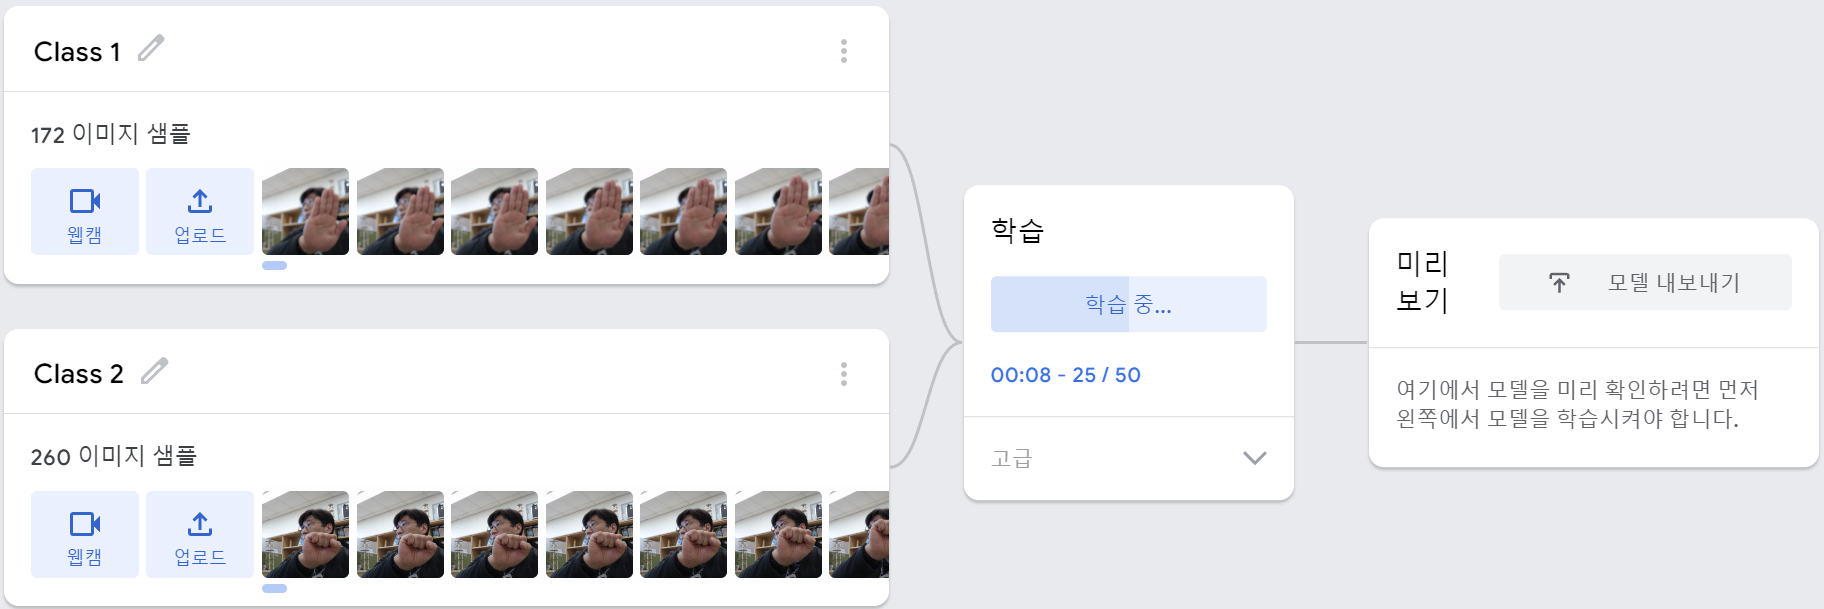 Class 1
172 이미지 샘플
웹캠
업로드
Class 2
260 이미지 샘플
웹캠
업로드
학습
학습 중...
00:08 - 25 / 50
고급
미리
보기
모델 내보내기
여기에서 모델을 미리 확인하려면 먼저
왼쪽에서 모델을 학습시켜야 합니다.